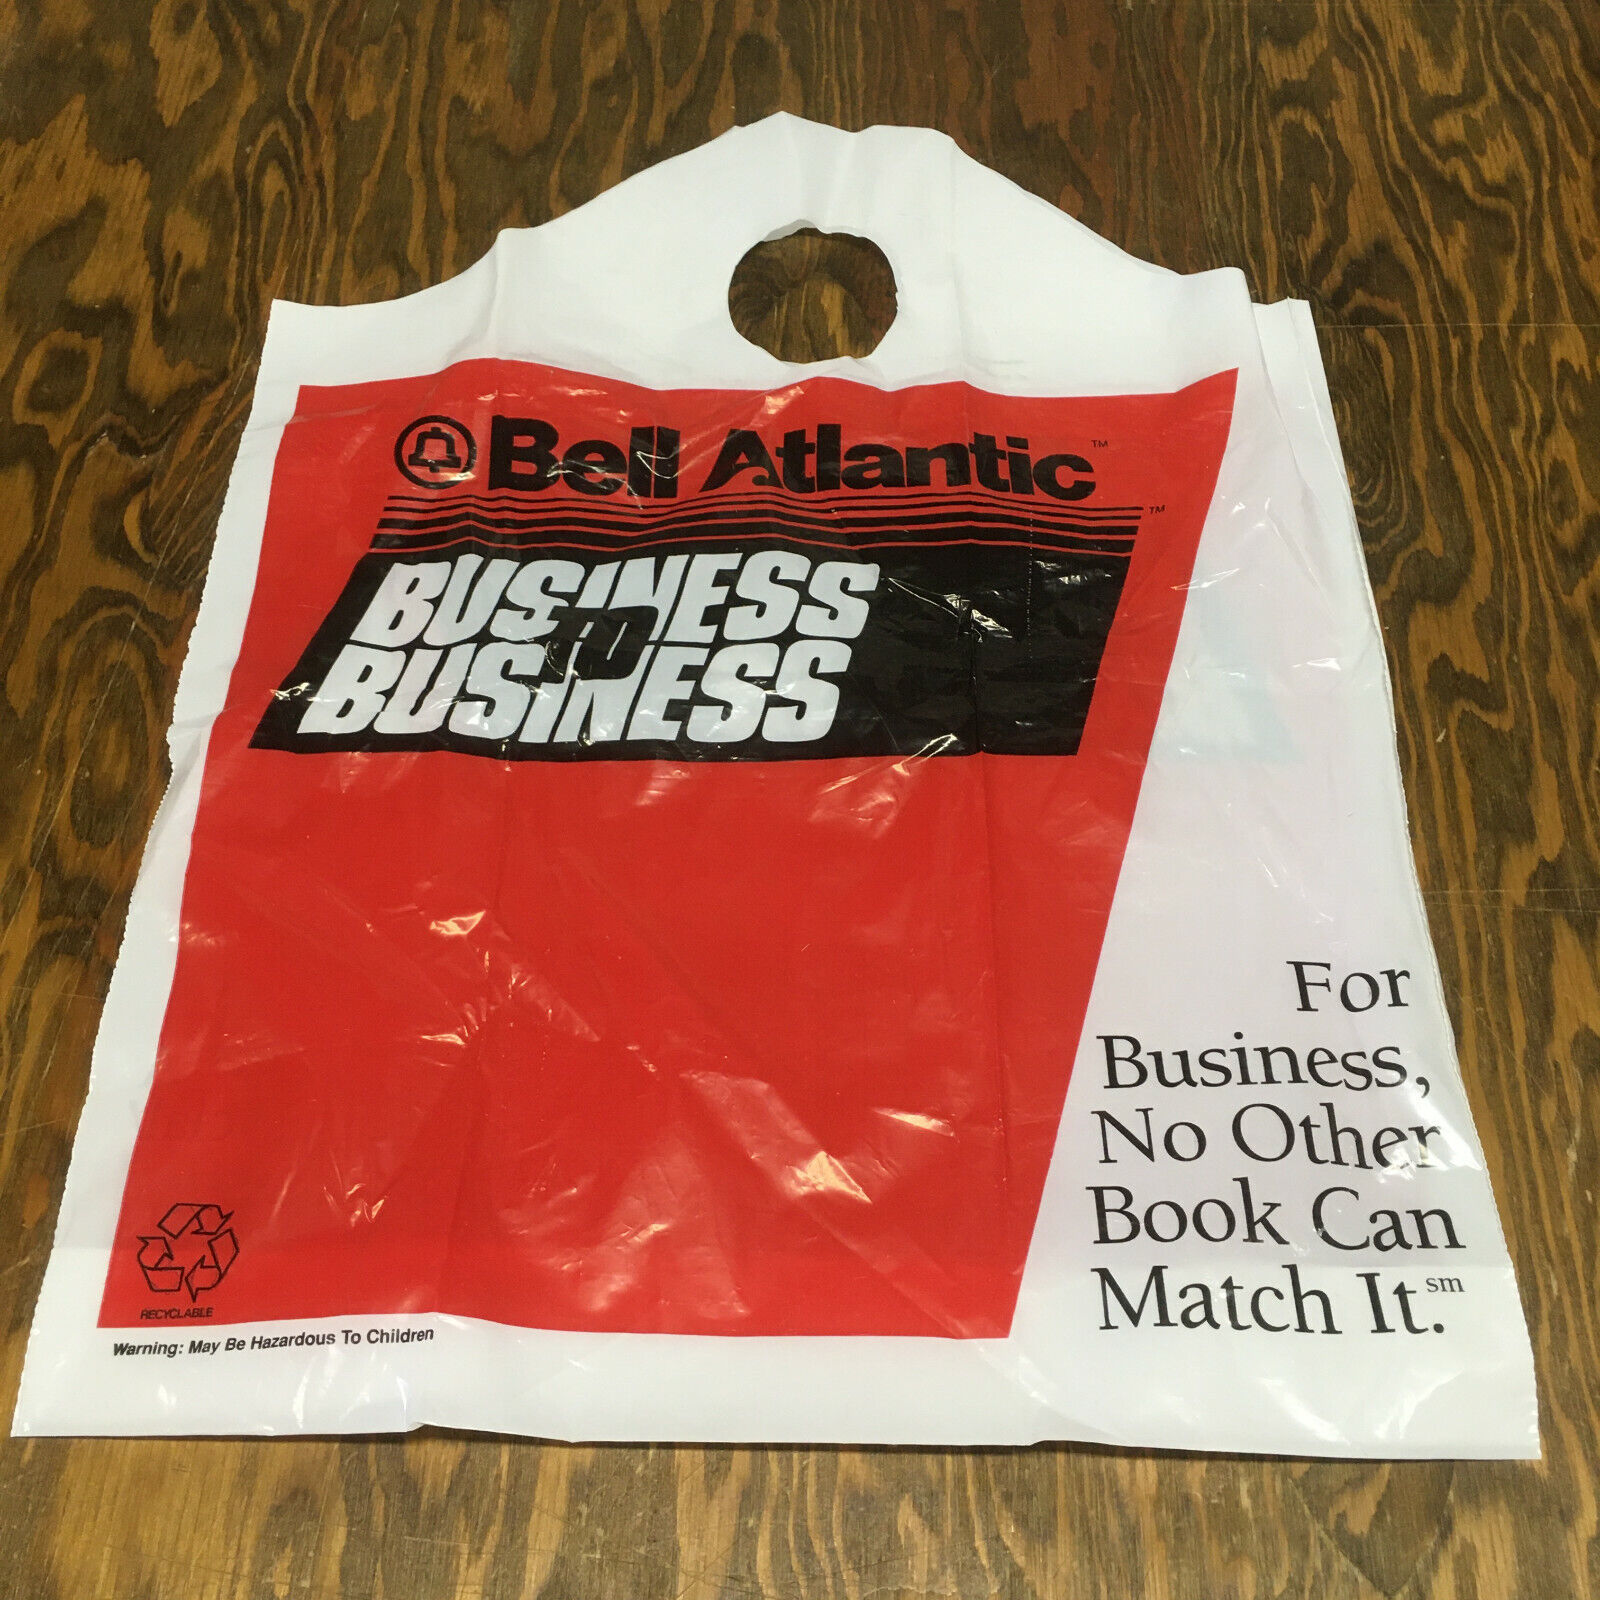 Bell Atlantic™
™
BUSINESS
TO
BUSINESS
For
Business,
No Other
Book Can
Match It.℠
RECYCLABLE
Warning: May Be Hazardous To Children